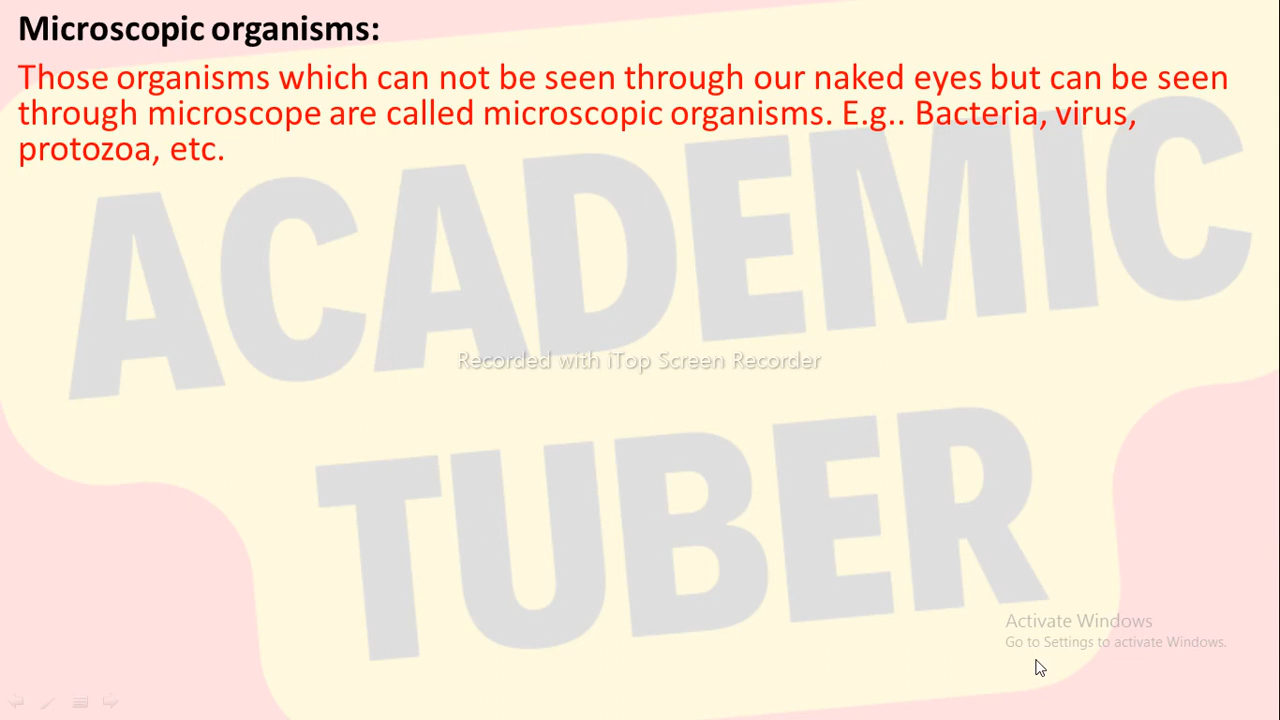 Microscopic organisms:
Those organisms which can not be seen through our naked eyes but can be seen
through microscope are called microscopic organisms. E.g.. Bacteria, virus,
protozoa, etc.
ACADEMIC
Recorded with iTop Screen Recorder
TUBER
Activate Windows
Go to Settings to activate Windows.